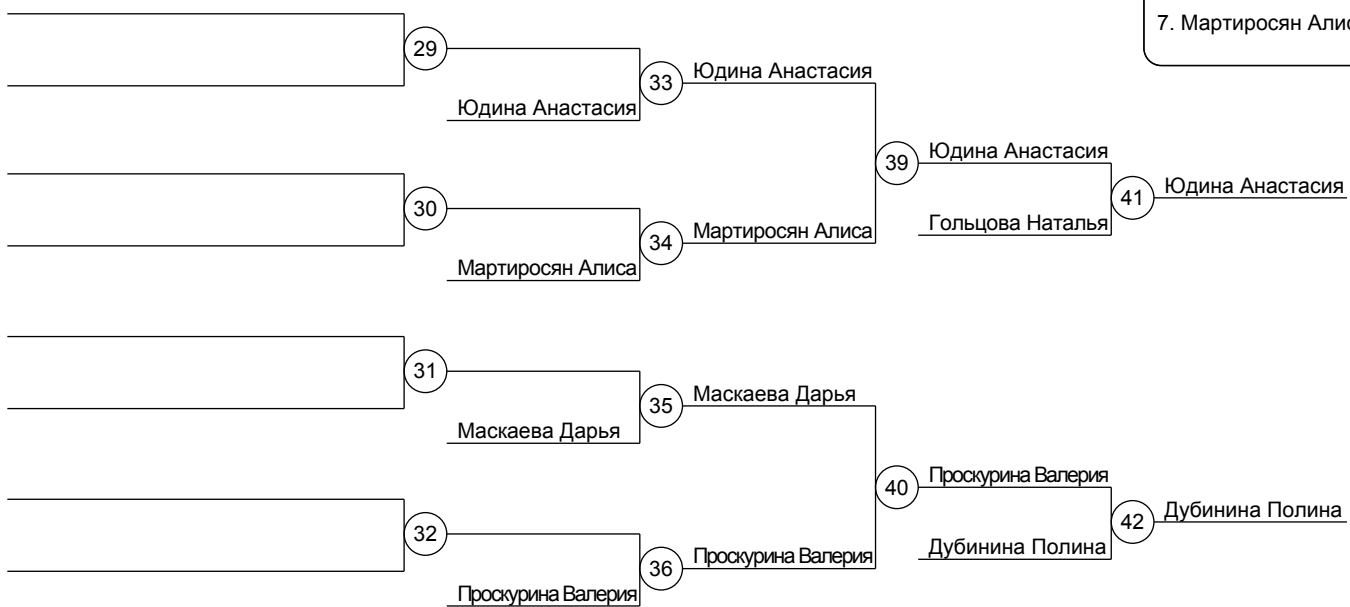 7. Мартиросян Алис
29
33
Юдина Анастасия
Юдина Анастасия
39
Юдина Анастасия
41
Юдина Анастасия
30
34
Мартиросян Алиса
Гольцова Наталья
Мартиросян Алиса
31
35
Маскаева Дарья
Маскаева Дарья
40
Проскурина Валерия
42
Дубинина Полина
32
36
Проскурина Валерия
Дубинина Полина
Проскурина Валерия